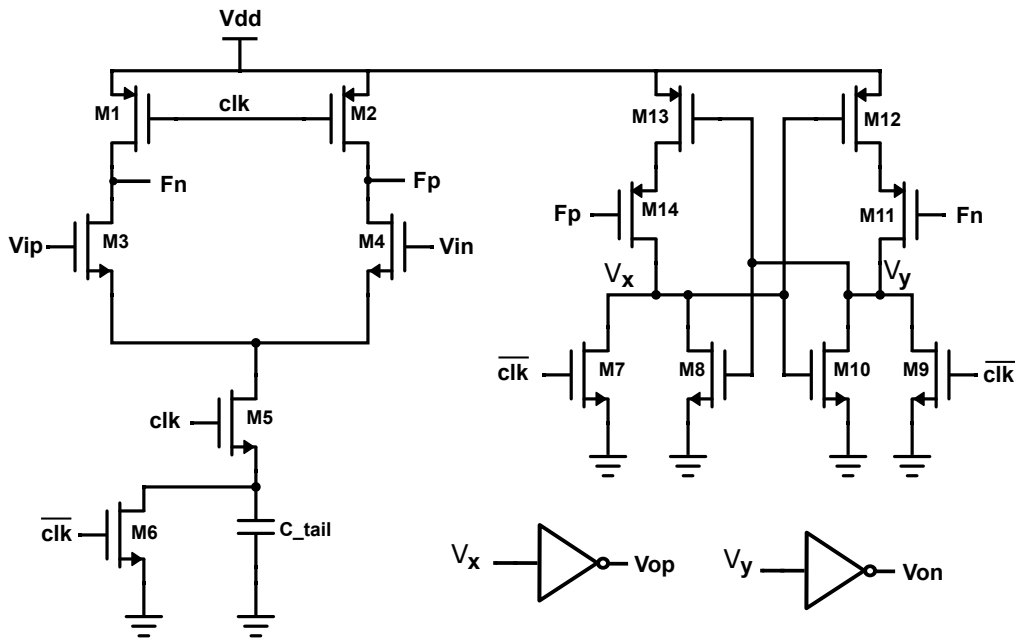 Vdd
M1
clk
M2
M13
M12
Fn
Fp
Fp
M14
M11
Fn
Vip
M3
M4
Vin
Vx
Vy
clk
M7
M8
M10
M9
clk
clk
M5
clk
M6
C_tail
Vx
Vop
Vy
Von